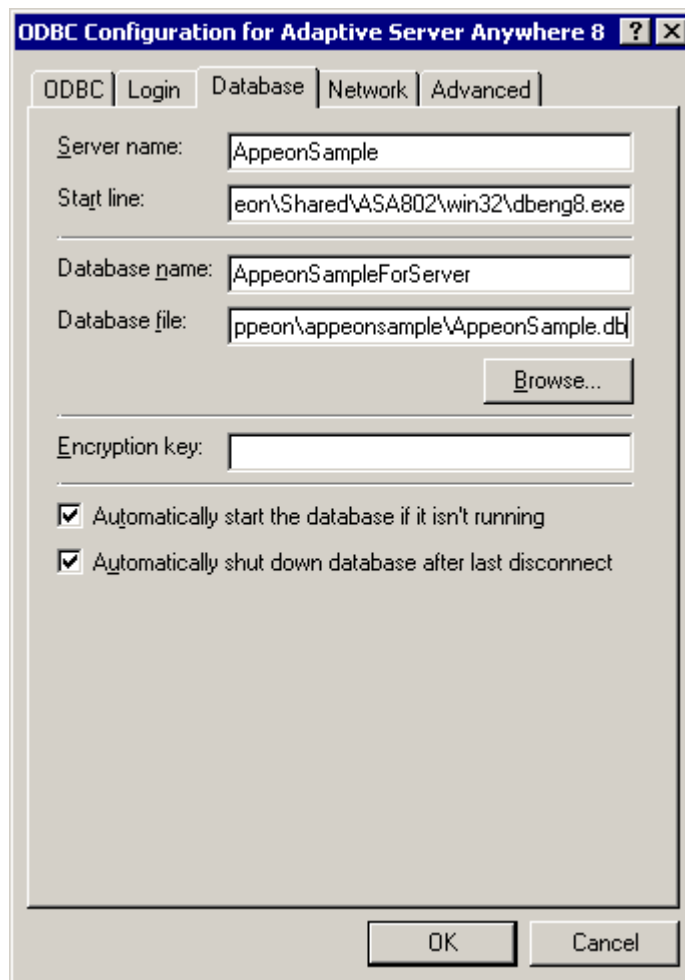 ODBC Configuration for Adaptive Server Anywhere 8 ? X
ODBC Login Database Network Advanced
Server name: AppeonSample
Start line: eon\Shared\ASA802\win32\dbeng8.exe
Database name: AppeonSampleForServer
Database file: ppeon\appeonsample\AppeonSample.db
Browse...
Encryption key:
Automatically start the database if it isn't running
Automatically shut down database after last disconnect
OK Cancel